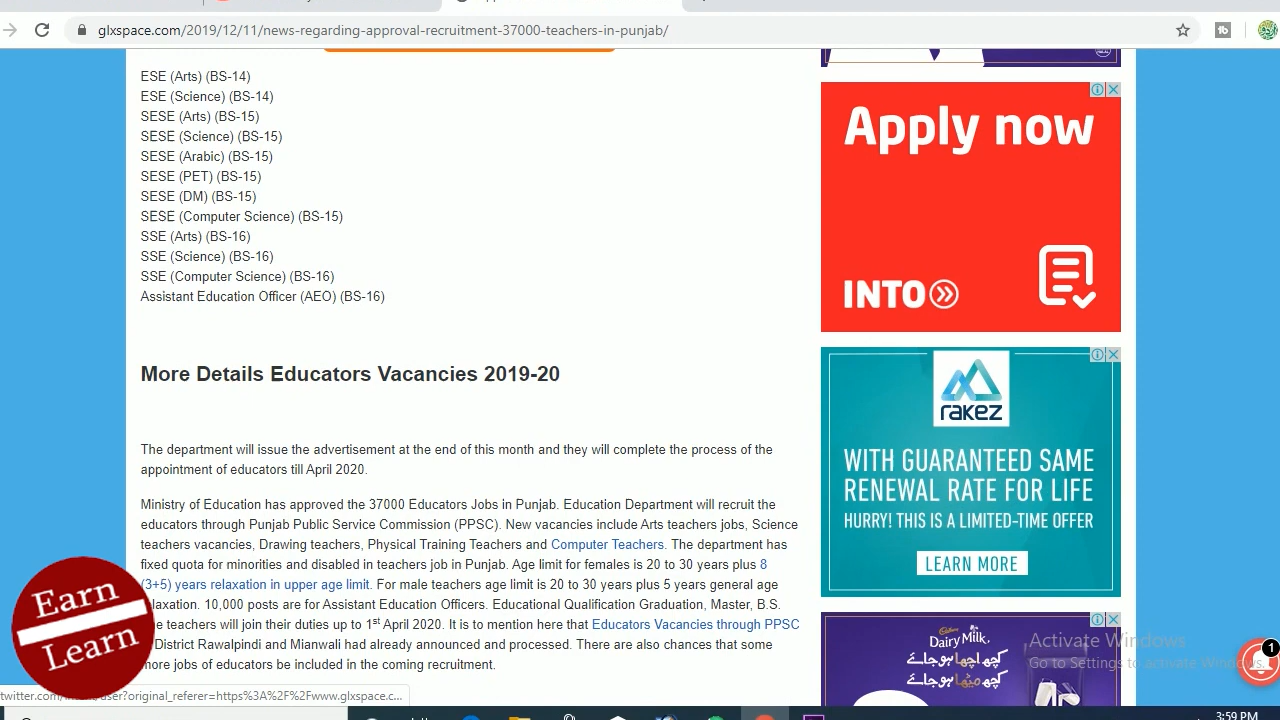 glxspace.com/2019/12/11/news-regarding-approval-recruitment-37000-teachers-in-punjab/
ESE (Arts) (BS-14)
ESE (Science) (BS-14)
SESE (Arts) (BS-15)
SESE (Science) (BS-15)
SESE (Arabic) (BS-15)
SESE (PET) (BS-15)
SESE (DM) (BS-15)
SESE (Computer Science) (BS-15)
SSE (Arts) (BS-16)
SSE (Science) (BS-16)
SSE (Computer Science) (BS-16)
Assistant Education Officer (AEO) (BS-16)
More Details Educators Vacancies 2019-20
The department will issue the advertisement at the end of this month and they will complete the process of the
appointment of educators till April 2020.
Ministry of Education has approved the 37000 Educators Jobs in Punjab. Education Department will recruit the
educators through Punjab Public Service Commission (PPSC). New vacancies include Arts teachers jobs, Science
teachers vacancies, Drawing teachers, Physical Training Teachers and Computer Teachers. The department has
fixed quota for minorities and disabled in teachers job in Punjab. Age limit for females is 20 to 30 years plus 8
(3+5) years relaxation in upper age limit. For male teachers age limit is 20 to 30 years plus 5 years general age
laxation. 10,000 posts are for Assistant Education Officers. Educational Qualification Graduation, Master, B.S.
teachers will join their duties up to 1st April 2020. It is to mention here that Educators Vacancies through PPSC
District Rawalpindi and Mianwali had already advertised and processed. There are also chances that some
more jobs of educators be included in the coming recruitment.
Earn
Learn
Apply now
INTO
rakez
WITH GUARANTEED SAME
RENEWAL RATE FOR LIFE
HURRY! THIS IS A LIMITED-TIME OFFER
LEARN MORE
Cadbury
Dairy Milk,
کچھ اچھا ہو جائے
کچھ میٹھا ہو جائے
Activate Windows
Go to Settings to activate Windows.
1
3:59 PM